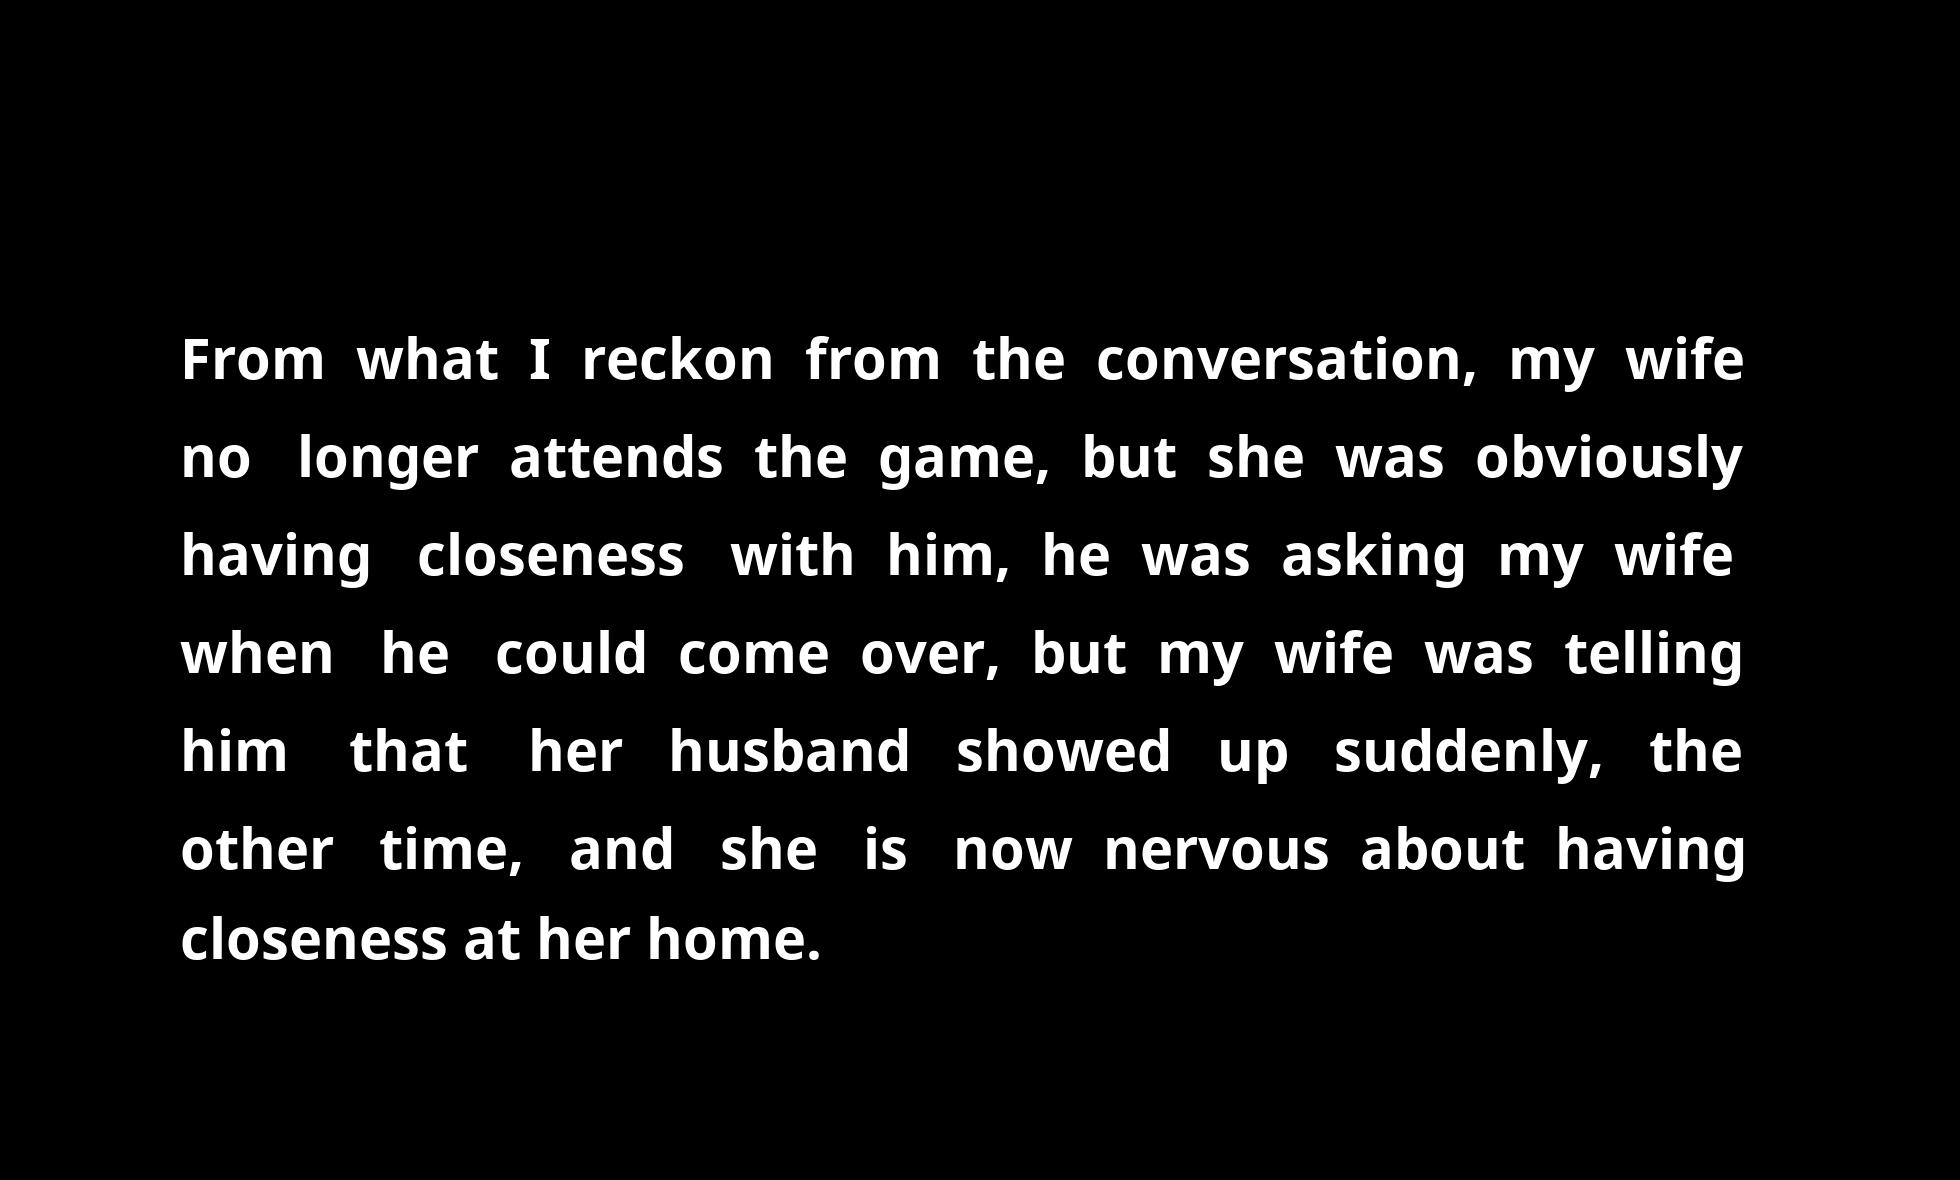 From what I reckon from the conversation, my wife
no longer attends the game, but she was obviously
having closeness with him, he was asking my wife
when he could come over, but my wife was telling
him that her husband showed up suddenly, the
other time, and she is now nervous about having
closeness at her home.